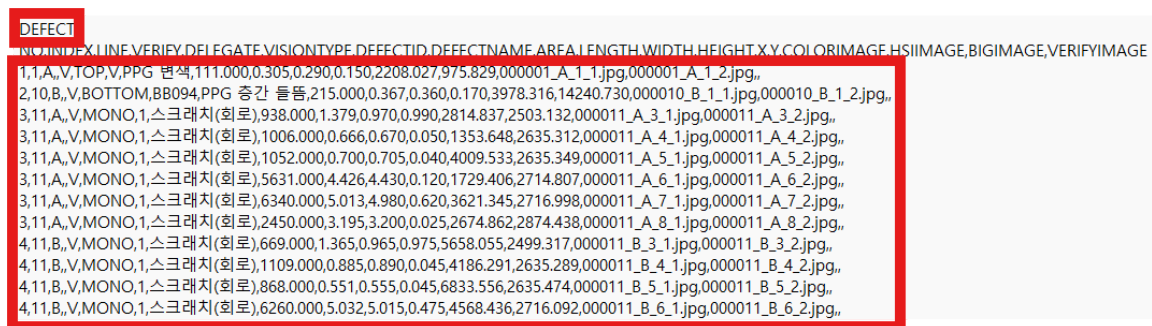 DEFECT
NO,INDEX,LINE,VERIFY,DELEGATE,VISIONTYPE,DEFECTID,DEFECTNAME,AREA,LENGTH,WIDTH,HEIGHT,X,Y,COLORIMAGE,HSIIMAGE,BIGIMAGE,VERIFYIMAGE
1,1,A,,V,TOP,V,PPG 변색,111.000,0.305,0.290,0.150,2208.027,975.829,000001_A_1_1.jpg,000001_A_1_2.jpg,,
2,10,B,,V,BOTTOM,BB094,PPG 층간 들뜸,215.000,0.367,0.360,0.170,3978.316,14240.730,000010_B_1_1.jpg,000010_B_1_2.jpg,,
3,11,A,,V,MONO,1,스크래치(회로),938.000,1.379,0.970,0.990,2814.837,2503.132,000011_A_3_1.jpg,000011_A_3_2.jpg,,
3,11,A,,V,MONO,1,스크래치(회로),1006.000,0.666,0.670,0.050,1353.648,2635.312,000011_A_4_1.jpg,000011_A_4_2.jpg,,
3,11,A,,V,MONO,1,스크래치(회로),1052.000,0.700,0.705,0.040,4009.533,2635.349,000011_A_5_1.jpg,000011_A_5_2.jpg,,
3,11,A,,V,MONO,1,스크래치(회로),5631.000,4.426,4.430,0.120,1729.406,2714.807,000011_A_6_1.jpg,000011_A_6_2.jpg,,
3,11,A,,V,MONO,1,스크래치(회로),6340.000,5.013,4.980,0.620,3621.345,2716.998,000011_A_7_1.jpg,000011_A_7_2.jpg,,
3,11,A,,V,MONO,1,스크래치(회로),2450.000,3.195,3.200,0.025,2674.862,2874.438,000011_A_8_1.jpg,000011_A_8_2.jpg,,
4,11,B,,V,MONO,1,스크래치(회로),669.000,1.365,0.965,0.975,5658.055,2499.317,000011_B_3_1.jpg,000011_B_3_2.jpg,,
4,11,B,,V,MONO,1,스크래치(회로),1109.000,0.885,0.890,0.045,4186.291,2635.289,000011_B_4_1.jpg,000011_B_4_2.jpg,,
4,11,B,,V,MONO,1,스크래치(회로),868.000,0.551,0.555,0.045,6833.556,2635.474,000011_B_5_1.jpg,000011_B_5_2.jpg,,
4,11,B,,V,MONO,1,스크래치(회로),6260.000,5.032,5.015,0.475,4568.436,2716.092,000011_B_6_1.jpg,000011_B_6_2.jpg,,